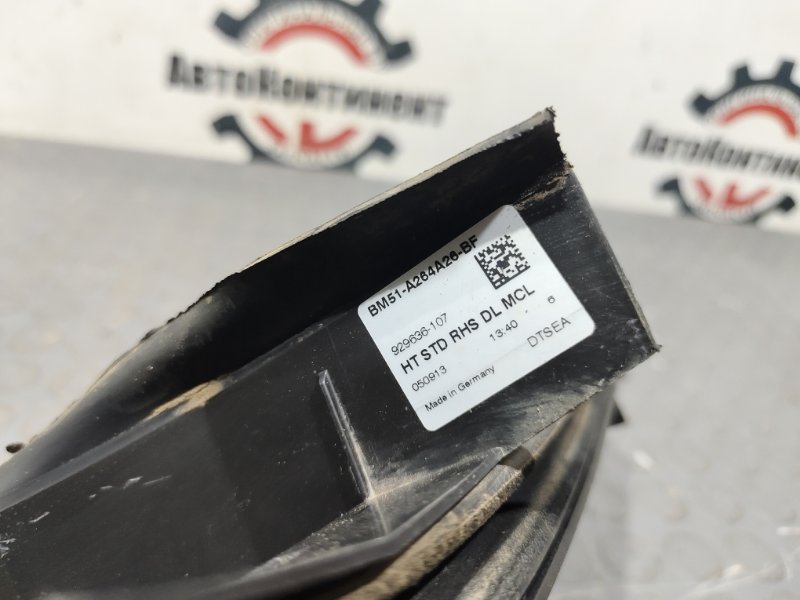 АвтоКонтинент
АвтоКонтинент
BM51-A264A26-BF
929636-107
HT STD RHS DL MCL
050913 13:40 6
Made in Germany DTSEA